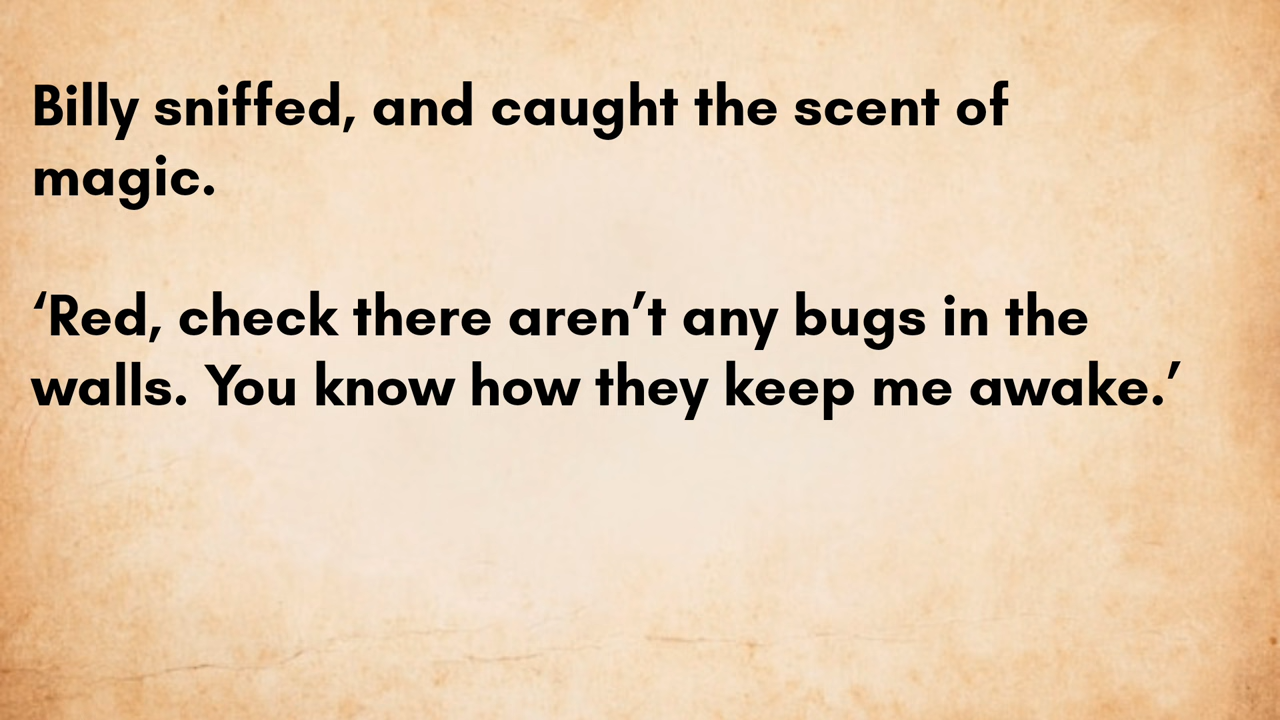 Billy sniffed, and caught the scent of
magic.
‘Red, check there aren’t any bugs in the
walls. You know how they keep me awake.’